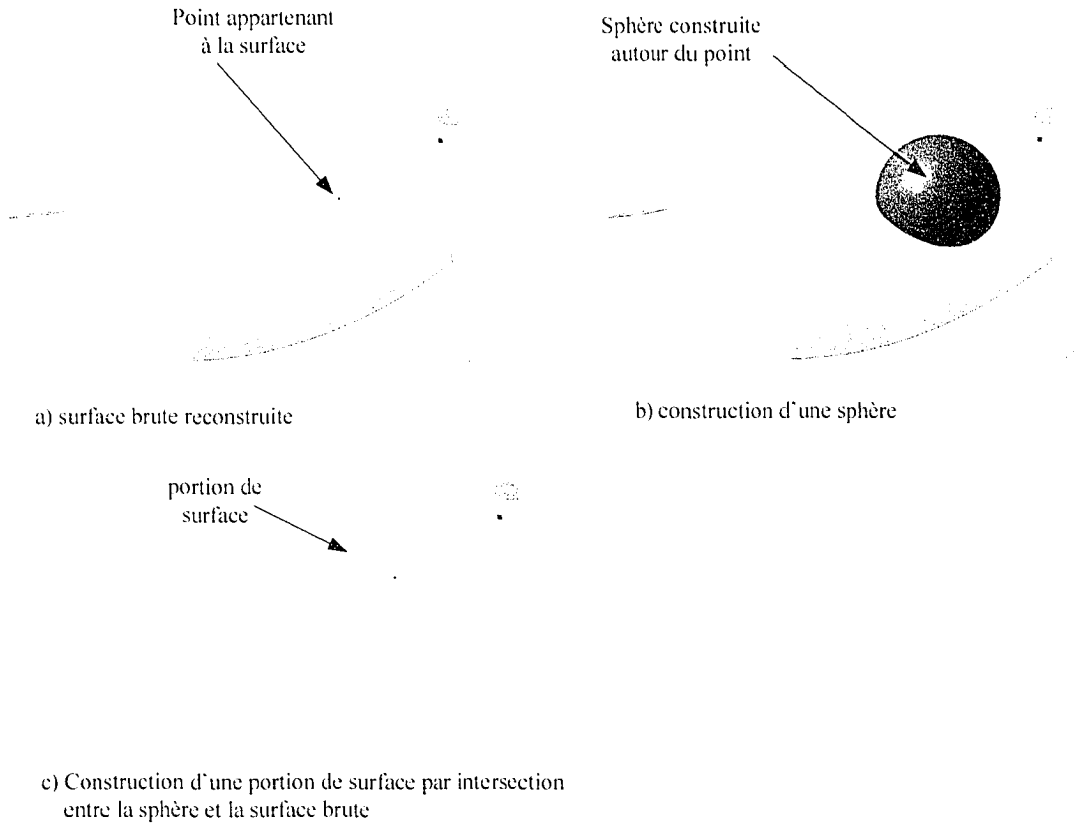 Point appartenant
à la surface
Sphère construite
autour du point
a) surface brute reconstruite
b) construction d'une sphère
portion de
surface
c) Construction d'une portion de surface par intersection
entre la sphère et la surface brute